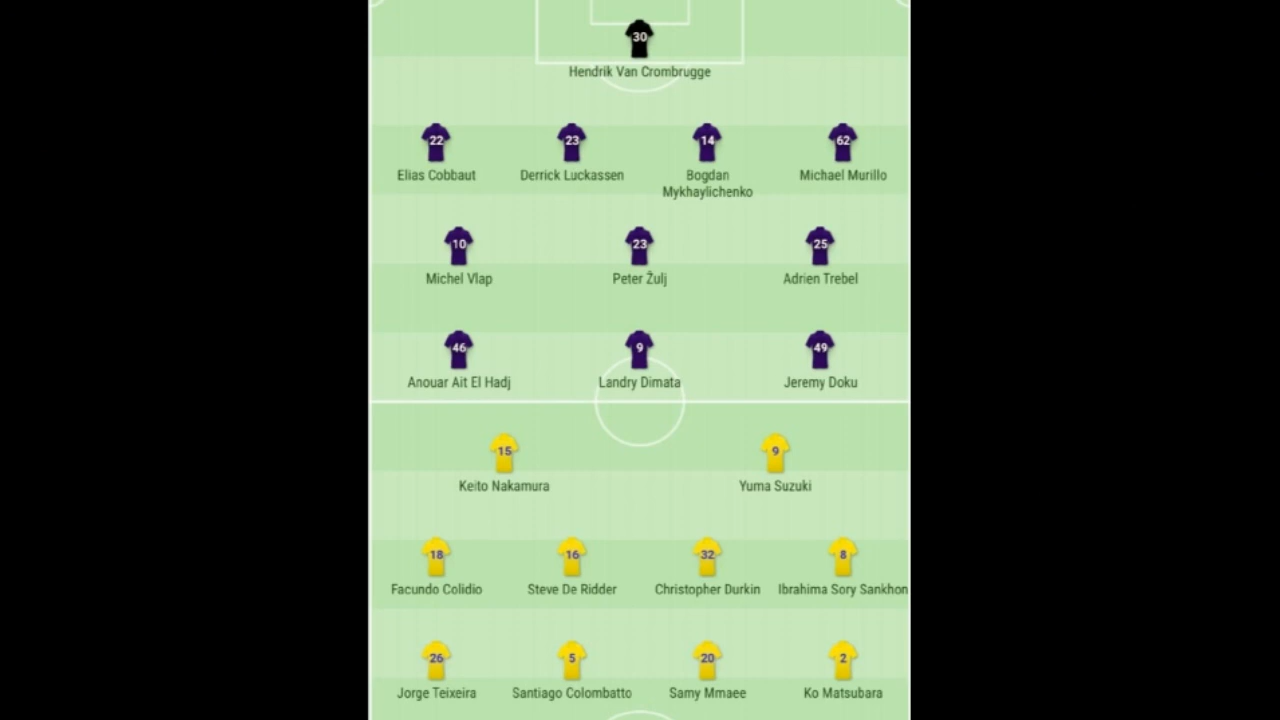 30
Hendrik Van Crombrugge
22 23 14 62
Elias Cobbaut Derrick Luckassen Bogdan Michael Murillo
Mykhaylichenko
10 23 25
Michel Vlap Peter Žulj Adrien Trebel
46 9 49
Anouar Ait El Hadj Landry Dimata Jeremy Doku
15 9
Keito Nakamura Yuma Suzuki
18 16 32 8
Facundo Colidio Steve De Ridder Christopher Durkin Ibrahima Sory Sankhon
26 5 20 2
Jorge Teixeira Santiago Colombatto Samy Mmaee Ko Matsubara